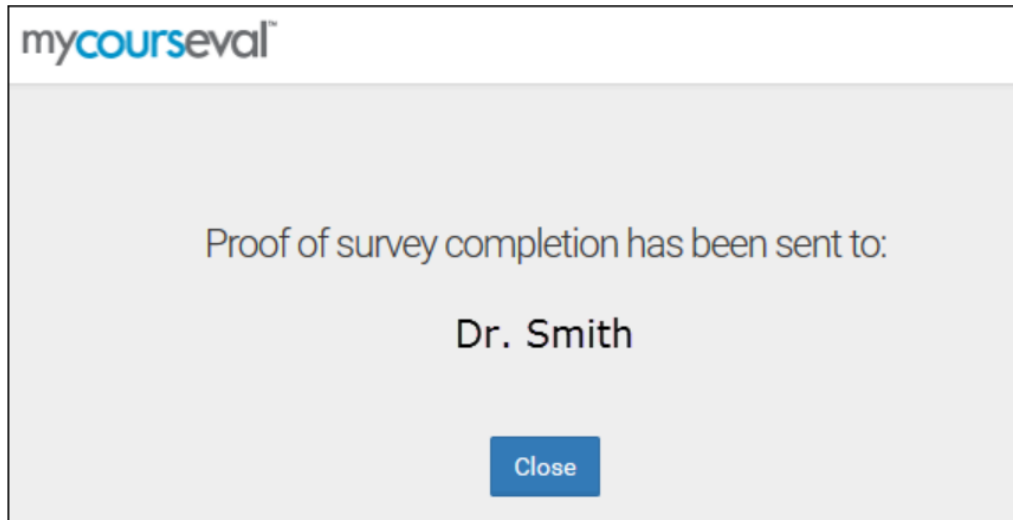 mycourseval™
Proof of survey completion has been sent to:
Dr. Smith
Close